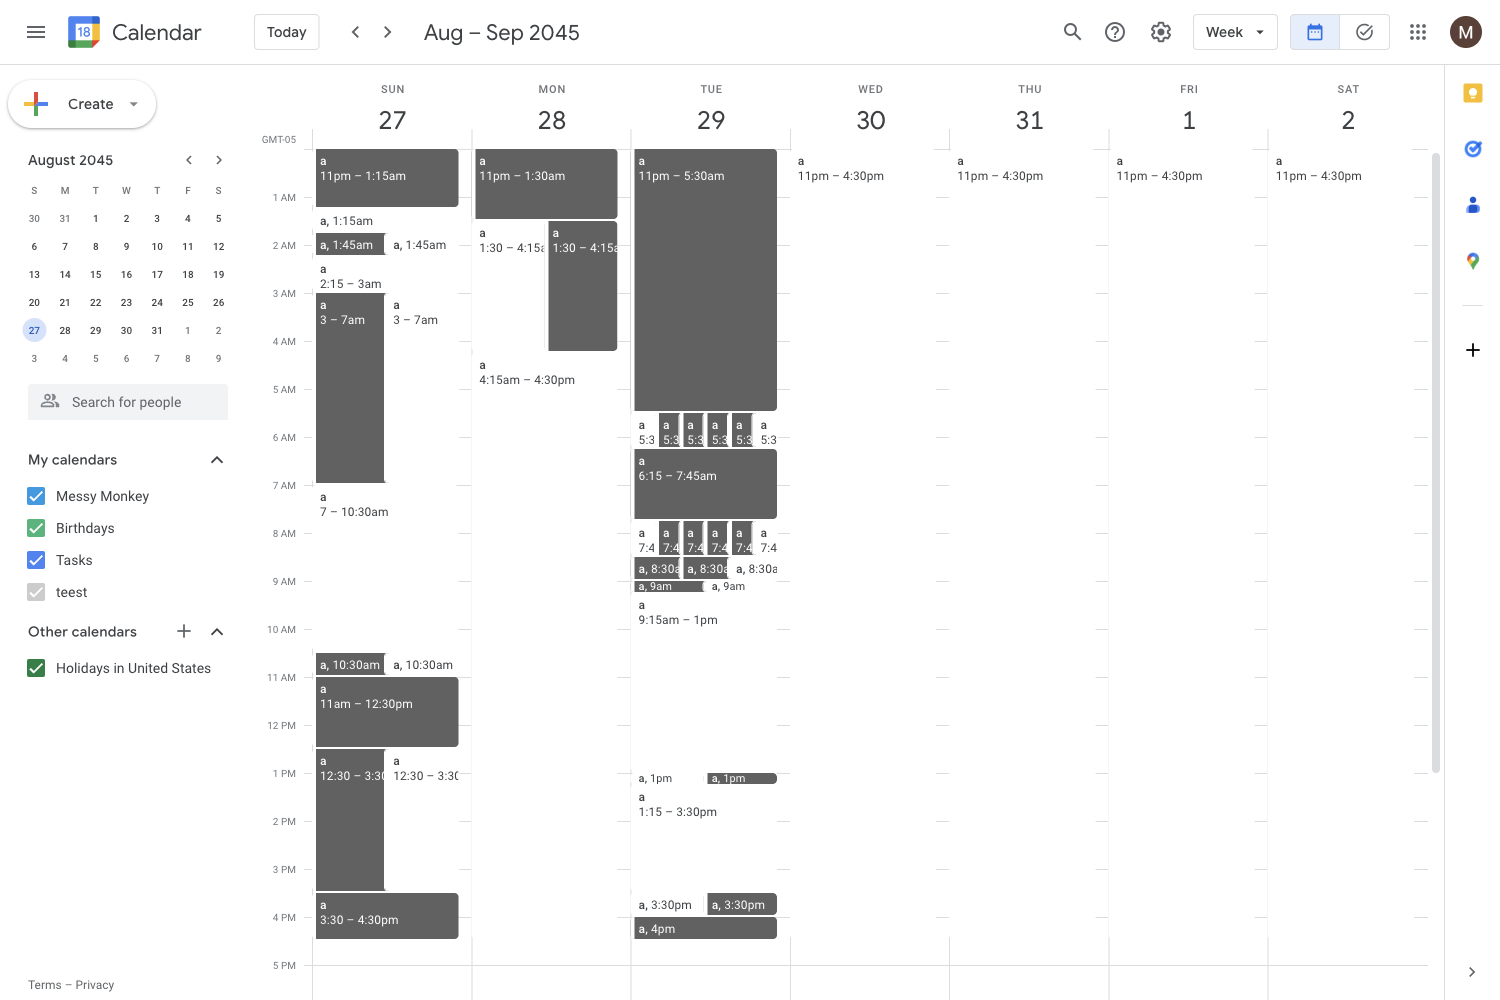 18
Calendar
Today
Aug – Sep 2045
Week
M
Create
August 2045
S M T W T F S
30 31 1 2 3 4 5
6 7 8 9 10 11 12
13 14 15 16 17 18 19
20 21 22 23 24 25 26
27 28 29 30 31 1 2
3 4 5 6 7 8 9
Search for people
My calendars
Messy Monkey
Birthdays
Tasks
teest
Other calendars
Holidays in United States
Terms – Privacy
SUN MON TUE WED THU FRI SAT
27 28 29 30 31 1 2
GMT-05
1 AM
2 AM
3 AM
4 AM
5 AM
6 AM
7 AM
8 AM
9 AM
10 AM
11 AM
12 PM
1 PM
2 PM
3 PM
4 PM
5 PM
a
11pm – 1:15am
a, 1:15am
a, 1:45am
a, 1:45am
a
2:15 – 3am
a
3 – 7am
a
3 – 7am
a
7 – 10:30am
a, 10:30am
a, 10:30am
a
11am – 12:30pm
a
12:30 – 3:30
a
12:30 – 3:30
a
3:30 – 4:30pm
a
11pm – 1:30am
a
1:30 – 4:15a
a
1:30 – 4:15a
a
4:15am – 4:30pm
a
11pm – 5:30am
a
5:3
a
5:3
a
5:3
a
5:3
a
5:3
a
5:3
a
6:15 – 7:45am
a
7:4
a
7:4
a
7:4
a
7:4
a
7:4
a
7:4
a, 8:30a
a, 8:30a
a, 8:30a
a, 9am
a, 9am
a
9:15am – 1pm
a, 1pm
a, 1pm
a
1:15 – 3:30pm
a, 3:30pm
a, 3:30pm
a, 4pm
a
11pm – 4:30pm
a
11pm – 4:30pm
a
11pm – 4:30pm
a
11pm – 4:30pm